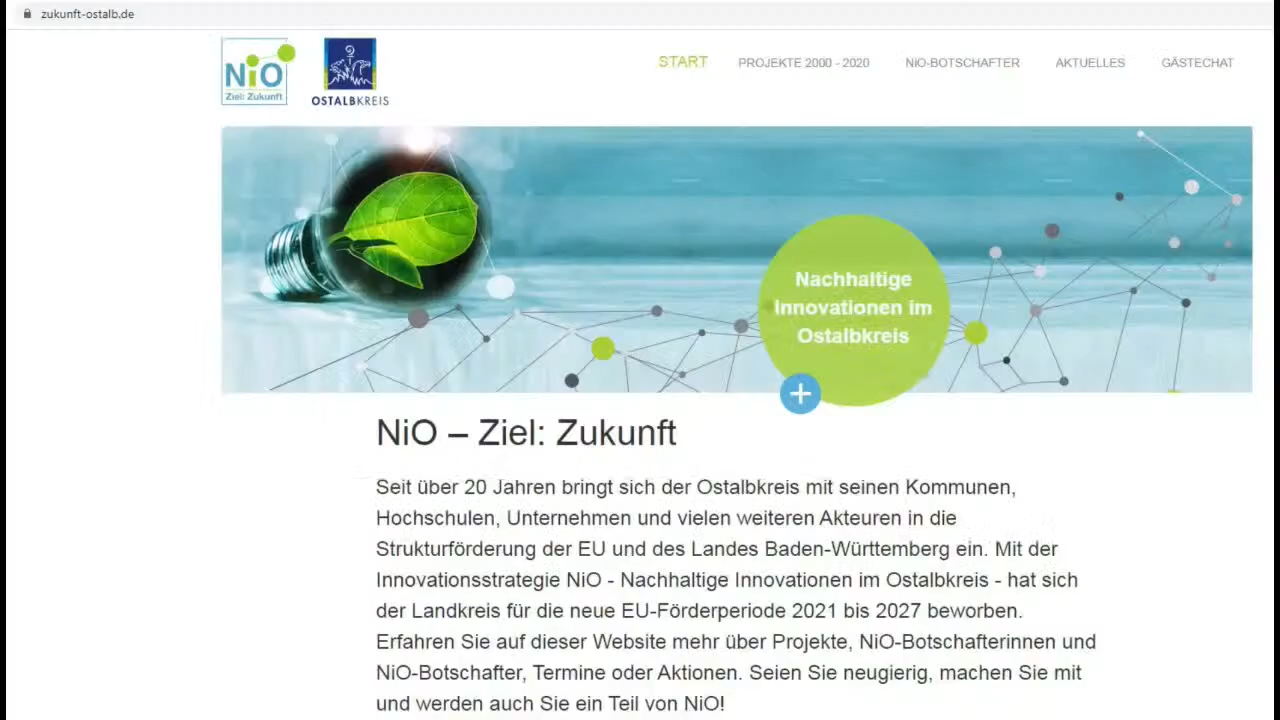 zukunft-ostalb.de
NiO
Ziel: Zukunft
OSTALBKREIS
START
PROJEKTE 2000 - 2020
NiO-BOTSCHAFTER
AKTUELLES
GÄSTECHAT
Nachhaltige
Innovationen im
Ostalbkreis
NiO – Ziel: Zukunft
Seit über 20 Jahren bringt sich der Ostalbkreis mit seinen Kommunen,
Hochschulen, Unternehmen und vielen weiteren Akteuren in die
Strukturförderung der EU und des Landes Baden-Württemberg ein. Mit der
Innovationsstrategie NiO - Nachhaltige Innovationen im Ostalbkreis - hat sich
der Landkreis für die neue EU-Förderperiode 2021 bis 2027 beworben.
Erfahren Sie auf dieser Website mehr über Projekte, NiO-Botschafterinnen und
NiO-Botschafter, Termine oder Aktionen. Seien Sie neugierig, machen Sie mit
und werden auch Sie ein Teil von NiO!